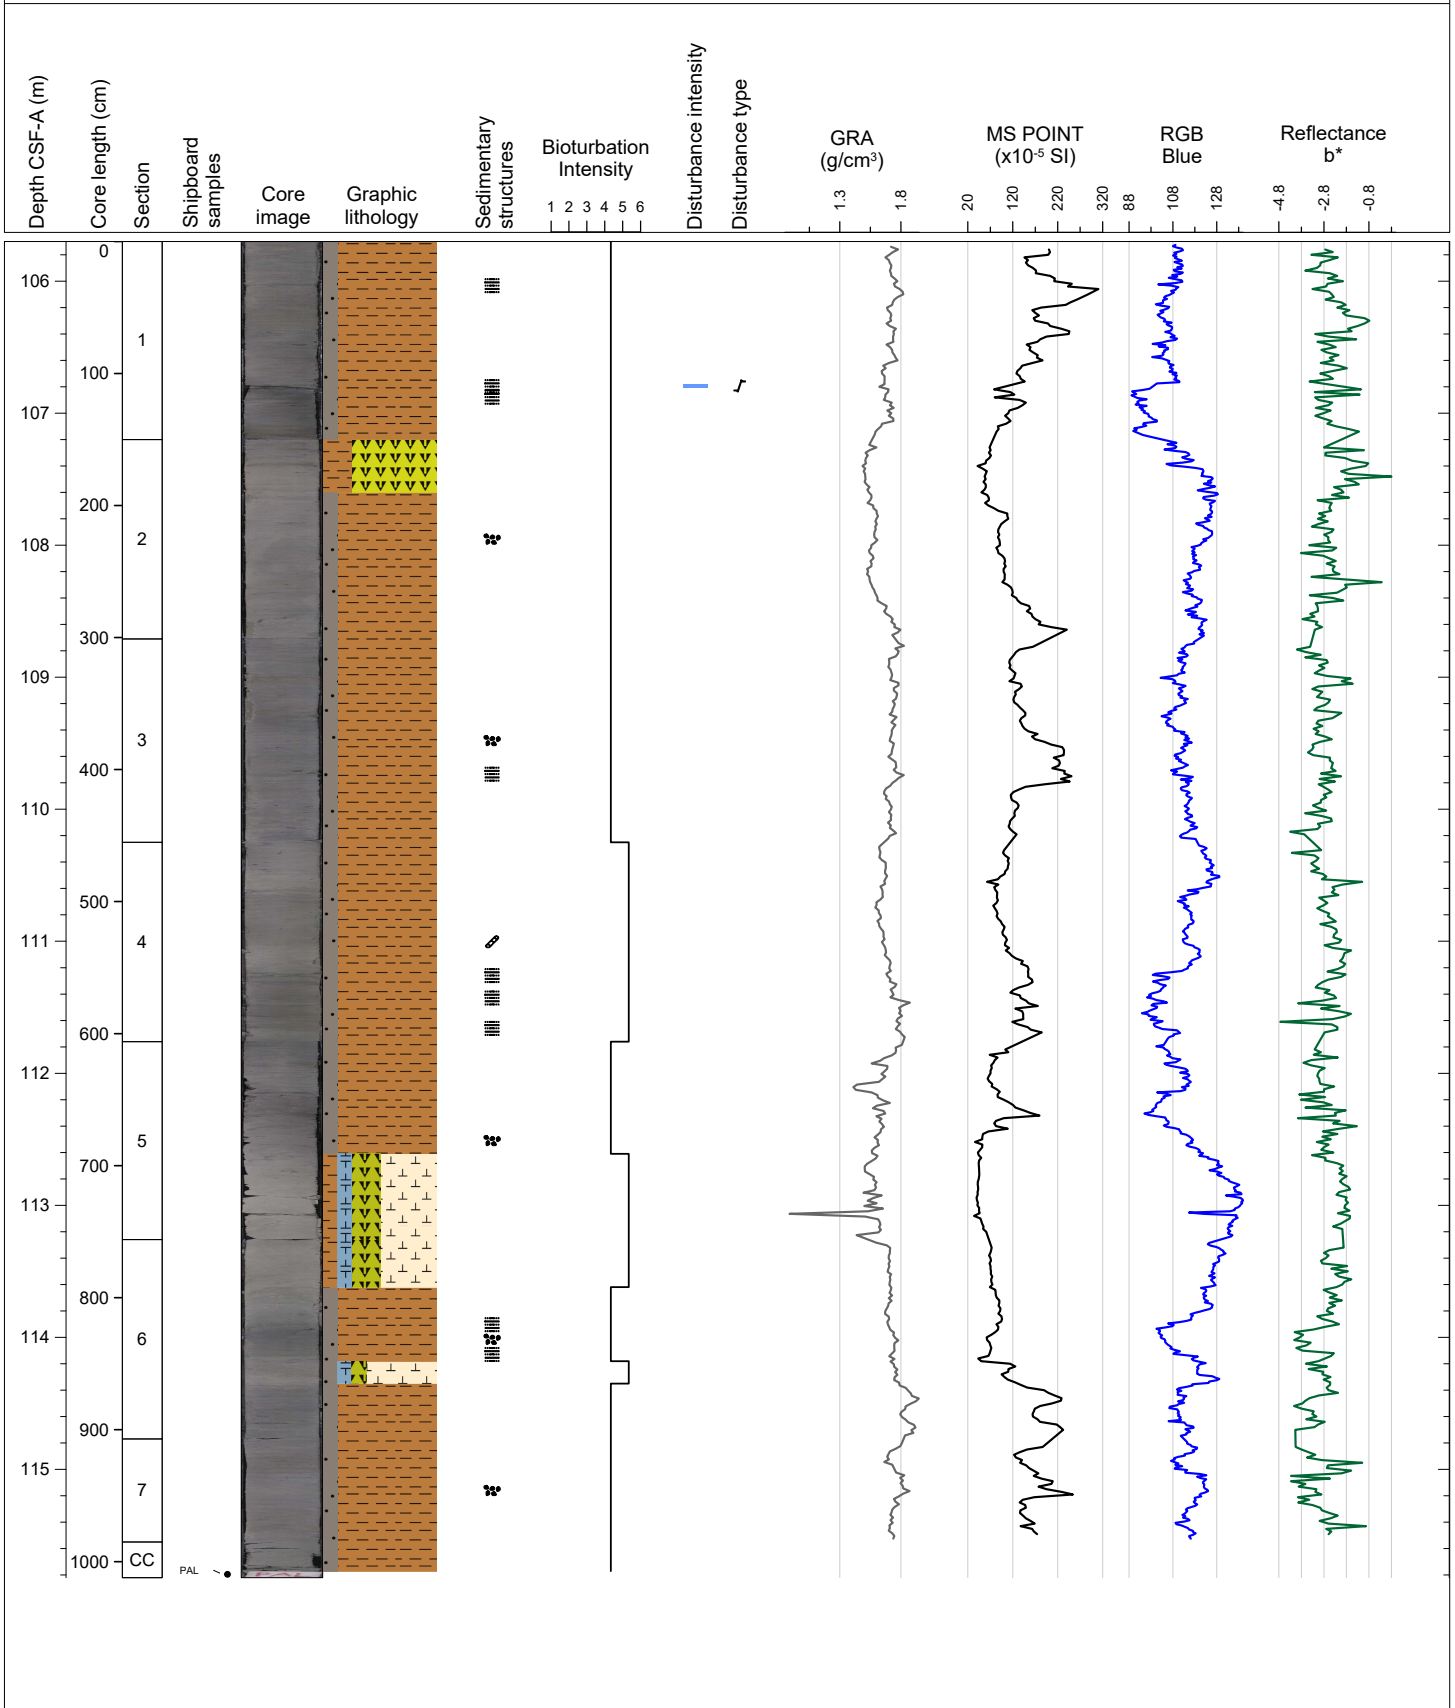 Depth CSF-A (m)
Core length (cm)
Section
Shipboard
samples
Core
image
Graphic
lithology
Sedimentary
structures
Bioturbation
Intensity
1 2 3 4 5 6
Disturbance intensity
Disturbance type
GRA
(g/cm³)
1.3 1.8
MS POINT
(x10⁻⁵ SI)
20 120 220 320
RGB
Blue
88 108 128
Reflectance
b*
-4.8 -2.8 -0.8
0
106
1
100
107
200
2
108
300
109
3
400
110
500
4
111
600
112
5
700
113
800
6
114
900
115
7
1000
CC
PAL